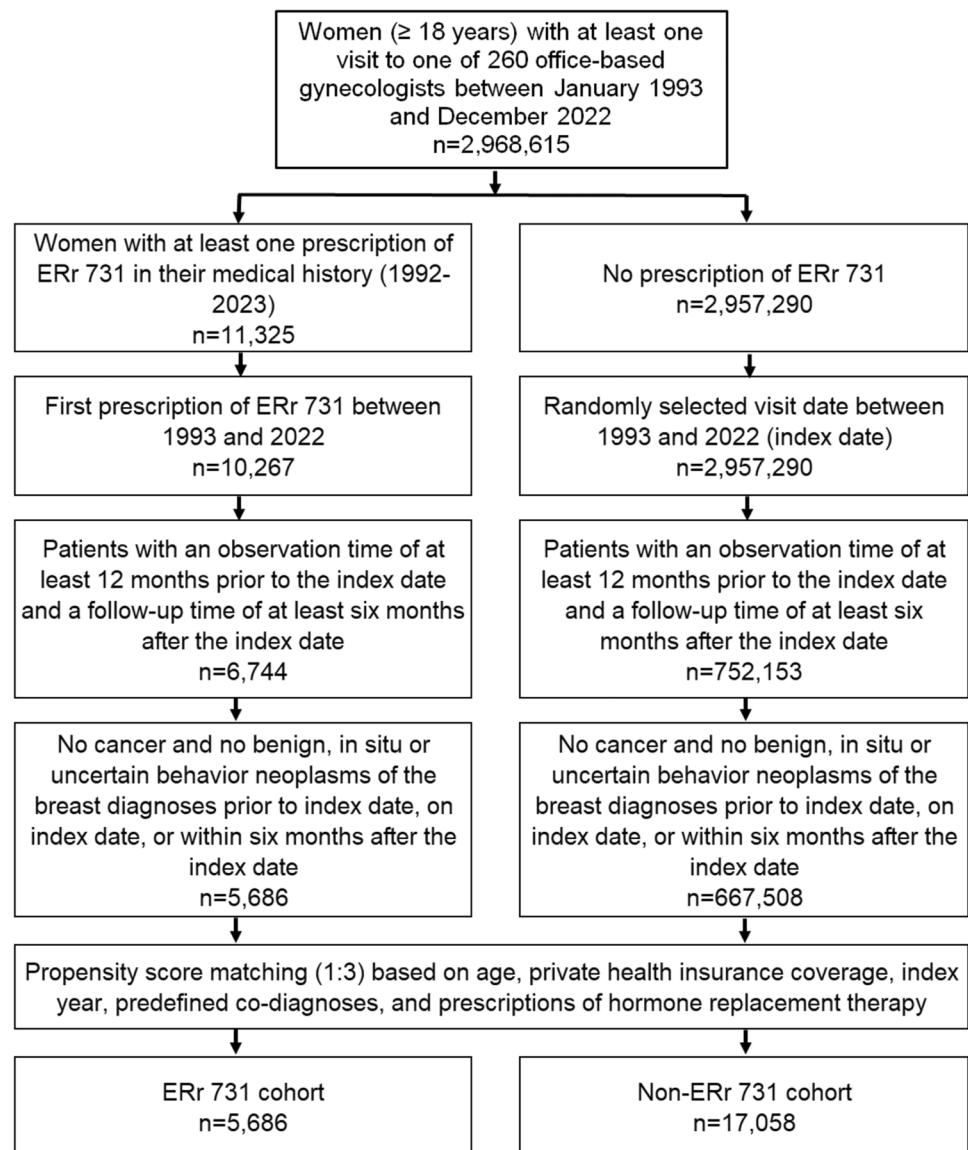 Women (≥ 18 years) with at least one
visit to one of 260 office-based
gynecologists between January 1993
and December 2022
n=2,968,615
Women with at least one prescription of
ERr 731 in their medical history (1992-
2023)
n=11,325
No prescription of ERr 731
n=2,957,290
First prescription of ERr 731 between
1993 and 2022
n=10,267
Randomly selected visit date between
1993 and 2022 (index date)
n=2,957,290
Patients with an observation time of at
least 12 months prior to the index date
and a follow-up time of at least six months
after the index date
n=6,744
Patients with an observation time of at
least 12 months prior to the index date
and a follow-up time of at least six
months after the index date
n=752,153
No cancer and no benign, in situ or
uncertain behavior neoplasms of the
breast diagnoses prior to index date, on
index date, or within six months after the
index date
n=5,686
No cancer and no benign, in situ or
uncertain behavior neoplasms of the
breast diagnoses prior to index date, on
index date, or within six months after the
index date
n=667,508
Propensity score matching (1:3) based on age, private health insurance coverage, index
year, predefined co-diagnoses, and prescriptions of hormone replacement therapy
ERr 731 cohort
n=5,686
Non-ERr 731 cohort
n=17,058